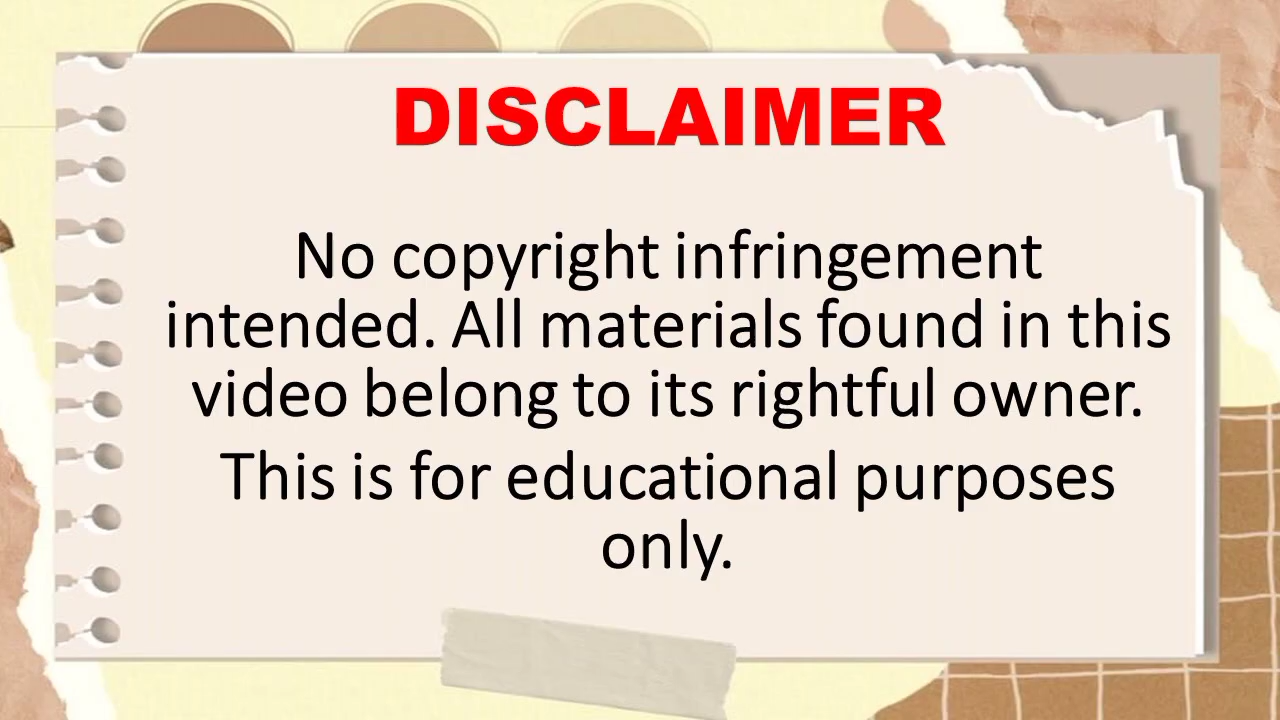 DISCLAIMER
No copyright infringement
intended. All materials found in this
video belong to its rightful owner.
This is for educational purposes
only.